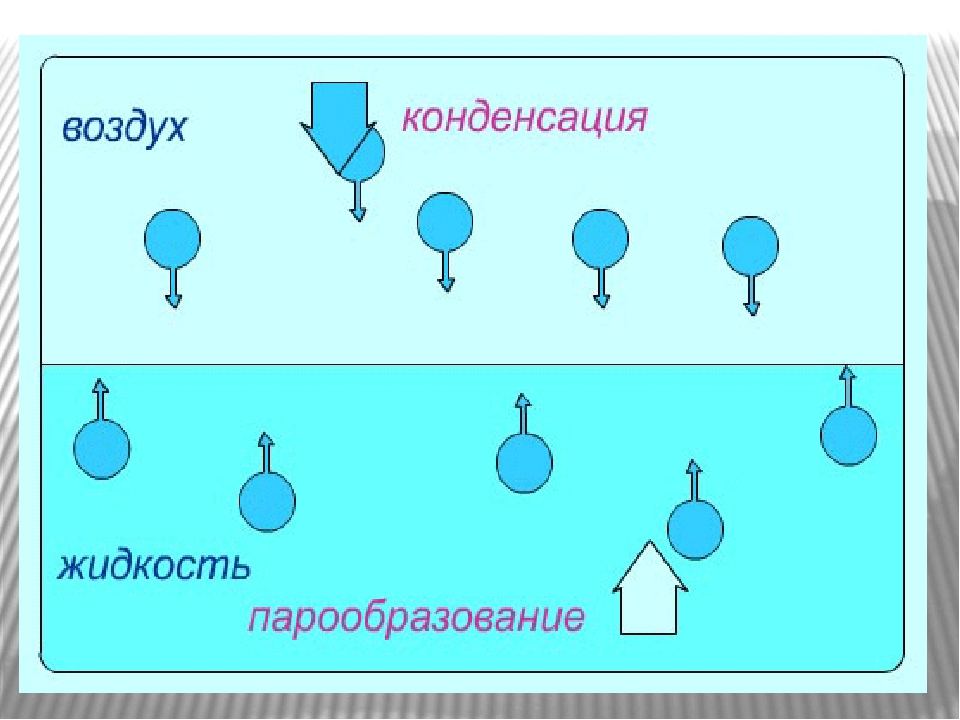 воздух
конденсация
жидкость
парообразование